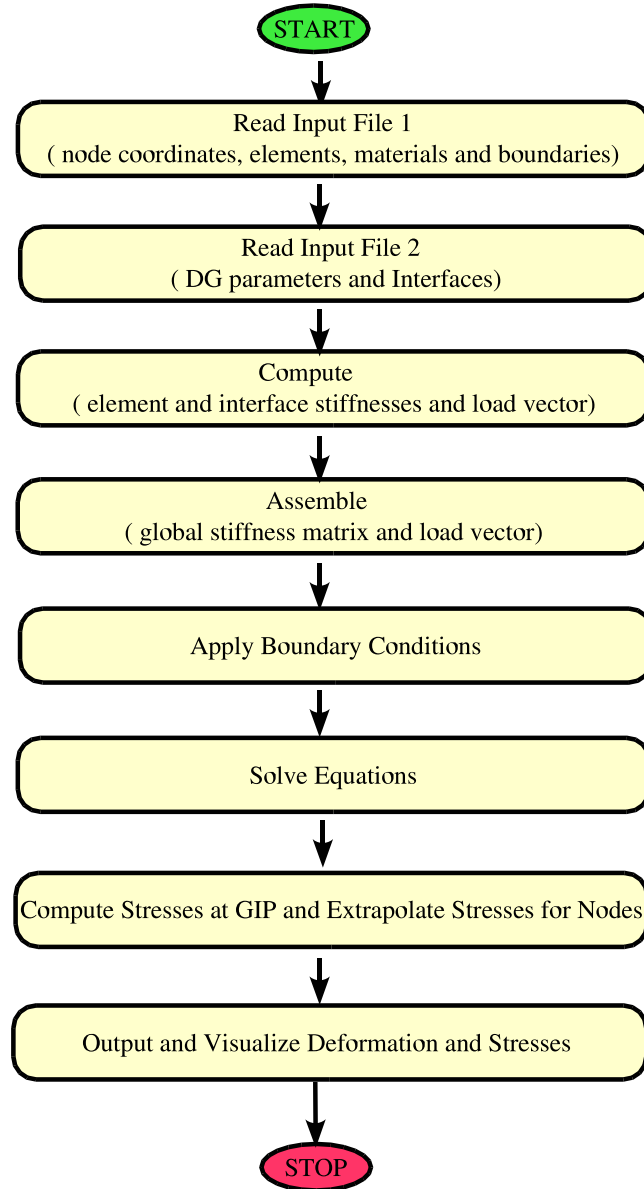 START
Read Input File 1
( node coordinates, elements, materials and boundaries)
Read Input File 2
( DG parameters and Interfaces)
Compute
( element and interface stiffnesses and load vector)
Assemble
( global stiffness matrix and load vector)
Apply Boundary Conditions
Solve Equations
Compute Stresses at GIP and Extrapolate Stresses for Nodes
Output and Visualize Deformation and Stresses
STOP